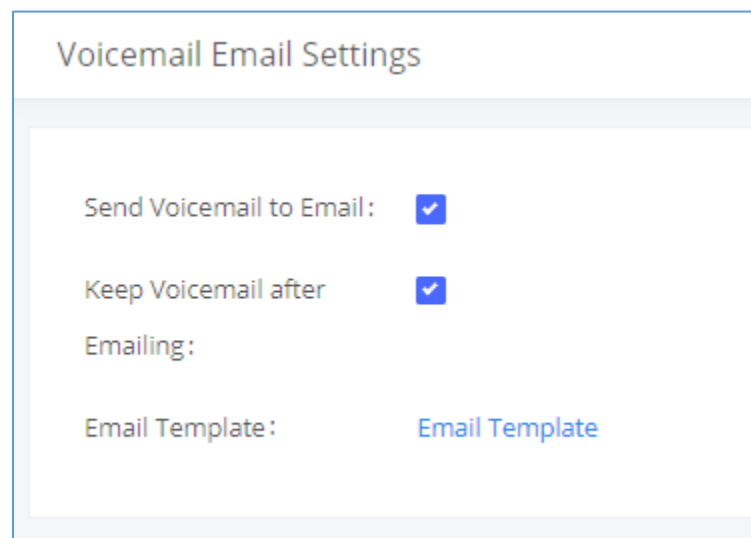 Voicemail Email Settings
Send Voicemail to Email:
Keep Voicemail after
Emailing:
Email Template: Email Template